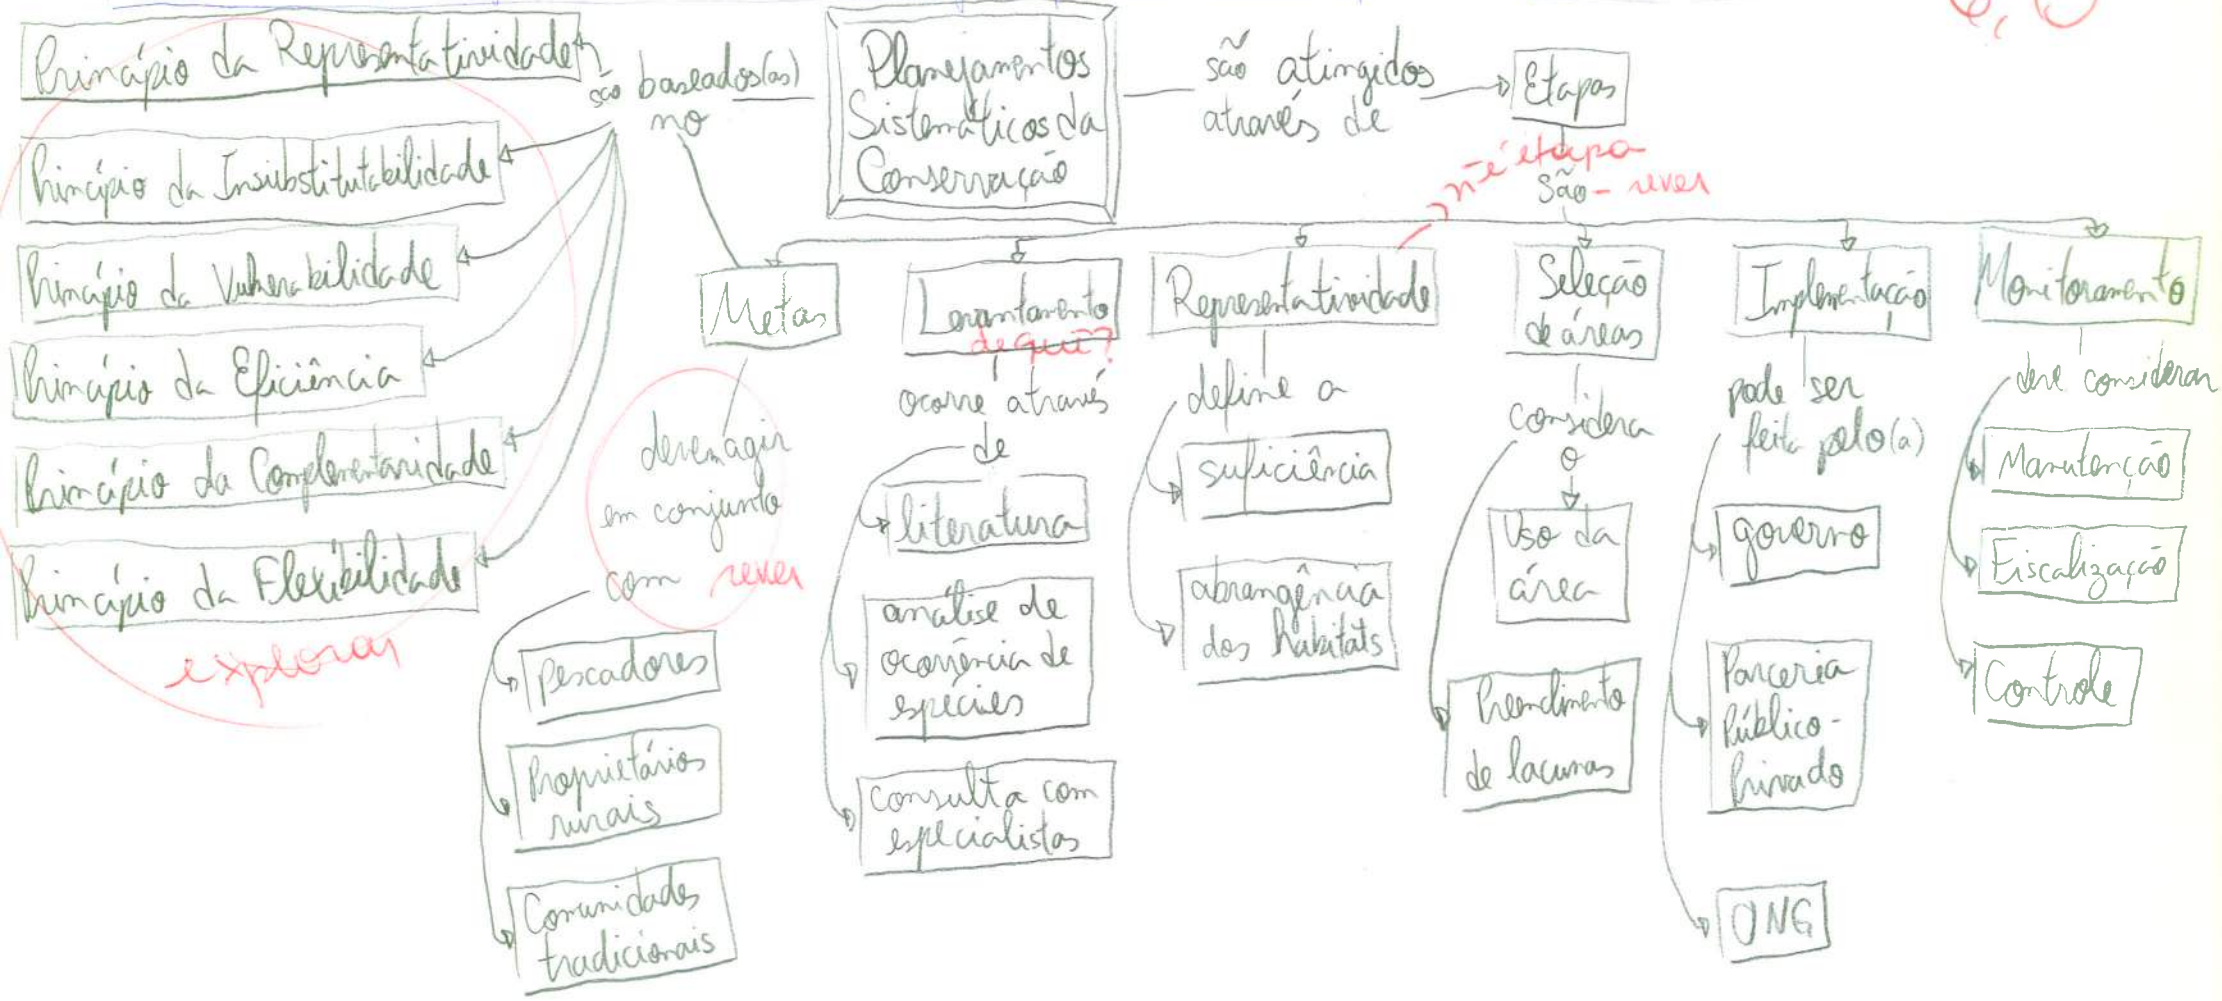 Princípio da Representatividade
são baseados(as)
no
Planejamentos
Sistemáticos da
Conservação
são atingidos
através de
Etapas
ñ é etapa
São - rever
Princípio da Insubstitutabilidade
Princípio da Vulnerabilidade
Princípio da Eficiência
Princípio da Complementaridade
Princípio da Flexibilidade
explorar
Metas
devem agir
em conjunto
com rever
pescadores
Proprietários
rurais
Comunidades
tradicionais
Levantamento
de quê?
ocorre através
de
literatura
análise de
ocorrência de
espécies
consulta com
especialistas
Representatividade
define a
suficiência
abrangência
dos habitats
Seleção
de áreas
considera
o
Uso da
área
Preenchimento
de lacunas
Implementação
pode ser
feita pelo(a)
governo
Parceria
Público-
Privado
ONG
Monitoramento
deve considerar
Manutenção
Fiscalização
Controle